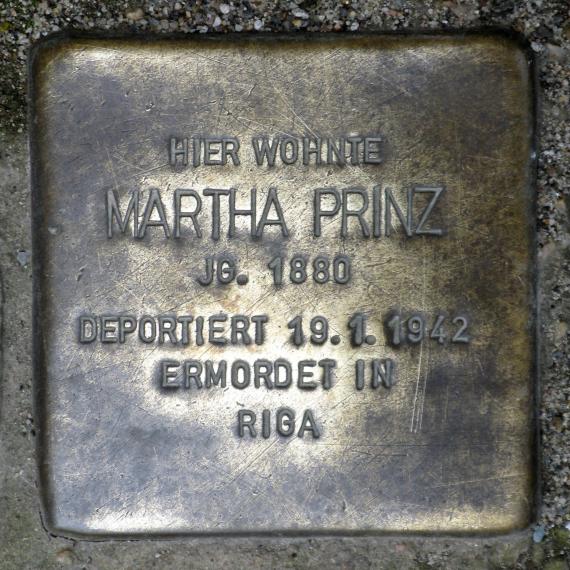 HIER WOHNTE
MARTHA PRINZ
JG. 1880
DEPORTIERT 19.1.1942
ERMORDET IN
RIGA